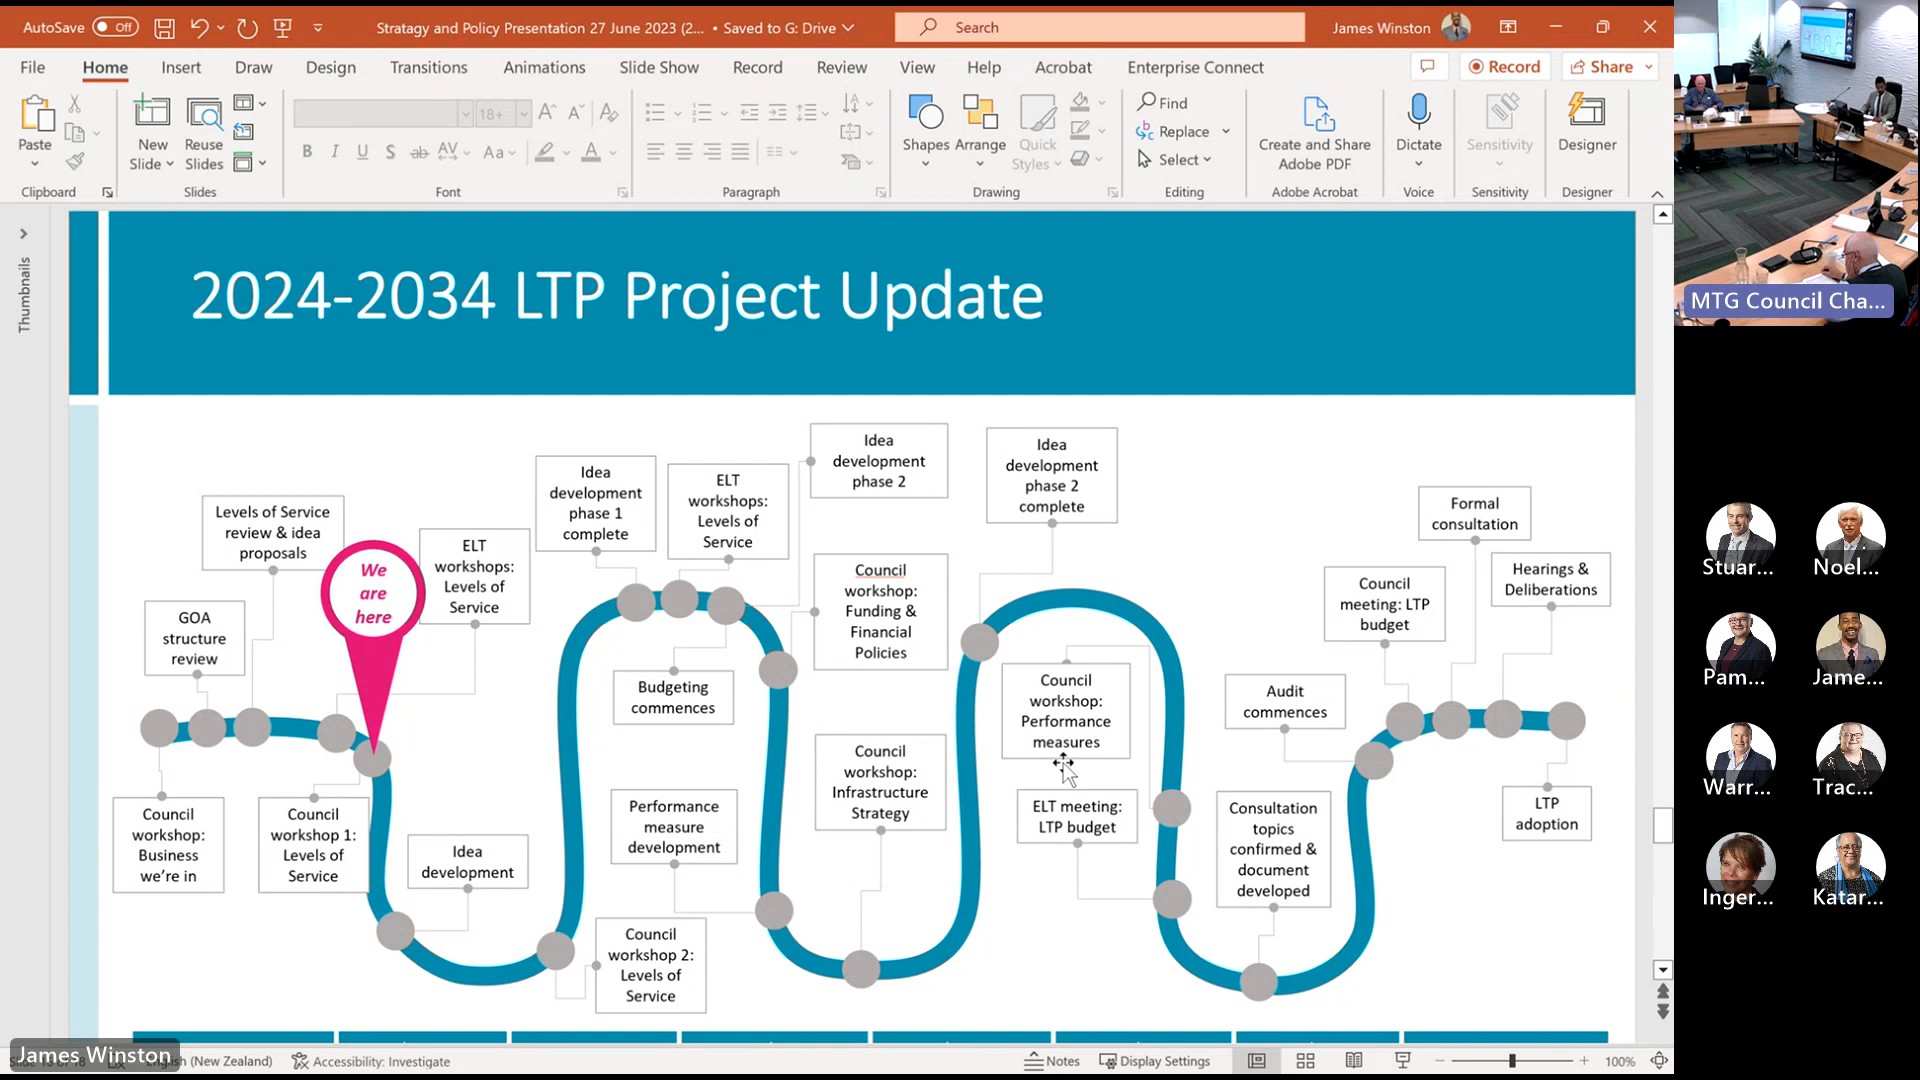 AutoSave Off
Stratagy and Policy Presentation 27 June 2023 (2... • Saved to G: Drive
Search
James Winston
File Home Insert Draw Design Transitions Animations Slide Show Record Review View Help Acrobat Enterprise Connect
Record
Share
Paste
Clipboard
New
Slide
Reuse
Slides
Slides
18+
Font
Paragraph
Shapes
Arrange
Quick
Styles
Drawing
Find
Replace
Select
Editing
Create and Share
Adobe PDF
Adobe Acrobat
Dictate
Voice
Sensitivity
Sensitivity
Designer
Designer
Thumbnails
2024-2034 LTP Project Update
Levels of Service
review & idea
proposals
GOA
structure
review
We
are
here
ELT
workshops:
Levels of
Service
Idea
development
phase 1
complete
ELT
workshops:
Levels of
Service
Idea
development
phase 2
Idea
development
phase 2
complete
Council
workshop:
Funding &
Financial
Policies
Budgeting
commences
Council
workshop:
Performance
measures
Council
meeting: LTP
budget
Formal
consultation
Hearings &
Deliberations
Audit
commences
Council
workshop:
Business
we're in
Council
workshop 1:
Levels of
Service
Idea
development
Performance
measure
development
Council
workshop:
Infrastructure
Strategy
ELT meeting:
LTP budget
Consultation
topics
confirmed &
document
developed
LTP
adoption
Council
workshop 2:
Levels of
Service
James Winston
English (New Zealand)
Accessibility: Investigate
Notes
Display Settings
100%
MTG Council Cha...
Stuar...
Noel...
Pam...
Jame...
Warr...
Trac...
Inger...
Katar...